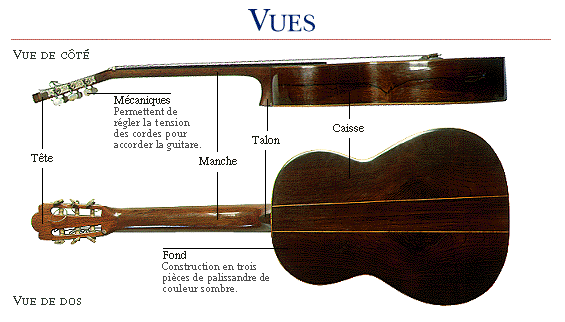 VUES
VUE DE CÔTÉ
Mécaniques
Permettent de
régler la tension
des cordes pour
accorder la guitare.
Tête
Manche
Talon
Caisse
Fond
Construction en trois
pièces de palissandre de
couleur sombre.
VUE DE DOS